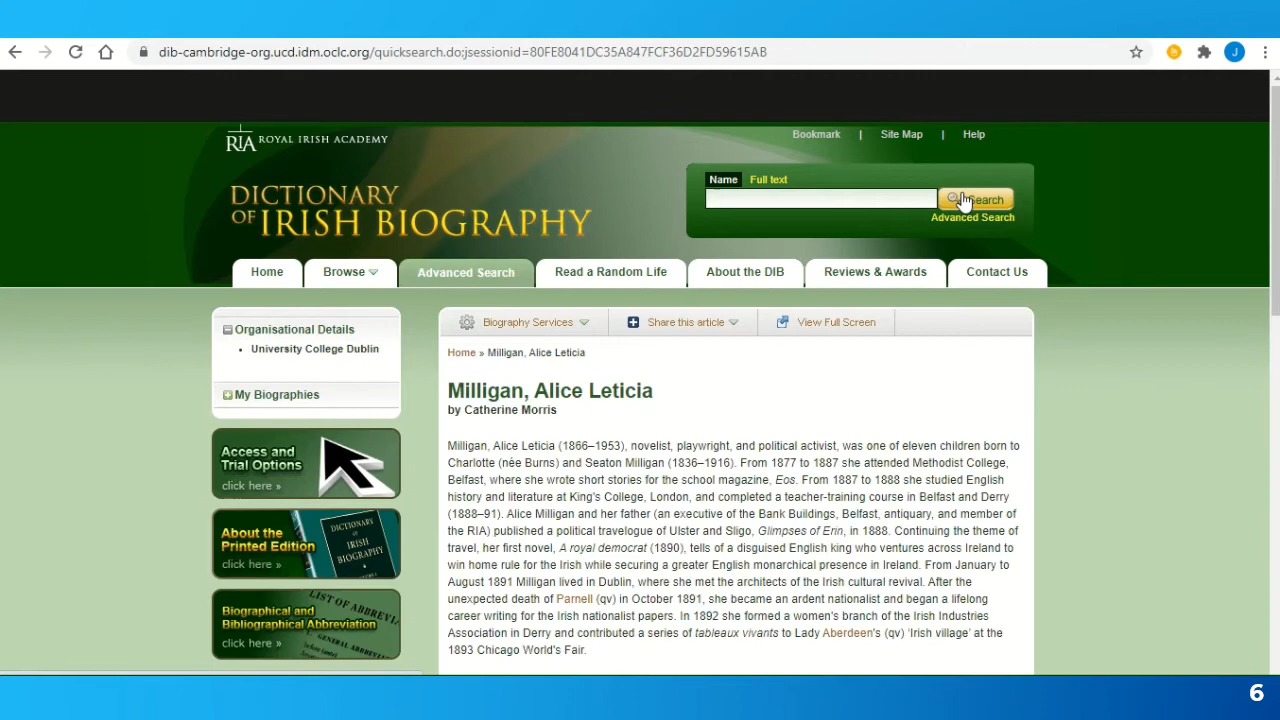 dib-cambridge-org.ucd.idm.oclc.org/quicksearch.do;jsessionid=80FE8041DC35A847FCF36D2FD59615AB
J
RIA ROYAL IRISH ACADEMY
Bookmark | Site Map | Help
DICTIONARY
OF IRISH BIOGRAPHY
Name Full text
Search
Advanced Search
Home Browse Advanced Search Read a Random Life About the DIB Reviews & Awards Contact Us
Organisational Details
• University College Dublin
My Biographies
Access and
Trial Options
click here »
About the
Printed Edition
click here »
DICTIONARY
OF IRISH
BIOGRAPHY
Biographical and
Bibliographical Abbreviation
click here »
LIST OF ABBREV
GENERAL ABBREV
Biography Services Share this article View Full Screen
Home » Milligan, Alice Leticia
Milligan, Alice Leticia
by Catherine Morris
Milligan, Alice Leticia (1866–1953), novelist, playwright, and political activist, was one of eleven children born to
Charlotte (née Burns) and Seaton Milligan (1836–1916). From 1877 to 1887 she attended Methodist College,
Belfast, where she wrote short stories for the school magazine, Eos. From 1887 to 1888 she studied English
history and literature at King's College, London, and completed a teacher-training course in Belfast and Derry
(1888–91). Alice Milligan and her father (an executive of the Bank Buildings, Belfast, antiquary, and member of
the RIA) published a political travelogue of Ulster and Sligo, Glimpses of Erin, in 1888. Continuing the theme of
travel, her first novel, A royal democrat (1890), tells of a disguised English king who ventures across Ireland to
win home rule for the Irish while securing a greater English monarchical presence in Ireland. From January to
August 1891 Milligan lived in Dublin, where she met the architects of the Irish cultural revival. After the
unexpected death of Parnell (qv) in October 1891, she became an ardent nationalist and began a lifelong
career writing for the Irish nationalist papers. In 1892 she formed a women's branch of the Irish Industries
Association in Derry and contributed a series of tableaux vivants to Lady Aberdeen's (qv) 'Irish village' at the
1893 Chicago World's Fair.
6